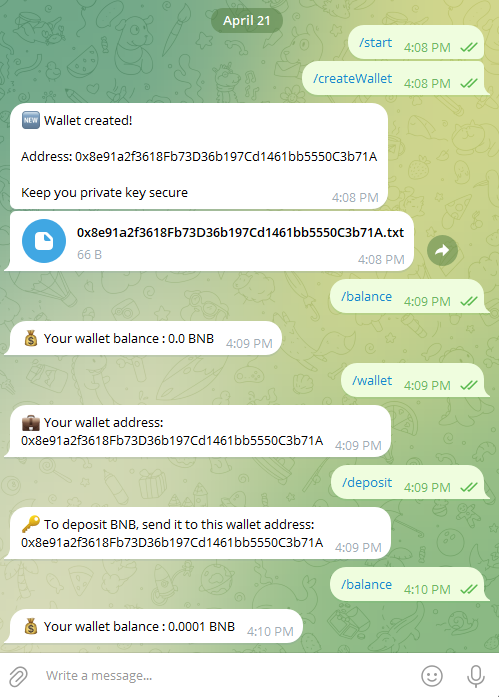 April 21
/start 4:08 PM
/createWallet 4:08 PM
NEW Wallet created!
Address: 0x8e91a2f3618Fb73D36b197Cd1461bb5550C3b71A
Keep you private key secure
4:08 PM
0x8e91a2f3618Fb73D36b197Cd1461bb5550C3b71A.txt
66 B
4:08 PM
/balance 4:09 PM
Your wallet balance : 0.0 BNB 4:09 PM
/wallet 4:09 PM
Your wallet address:
0x8e91a2f3618Fb73D36b197Cd1461bb5550C3b71A 4:09 PM
/deposit 4:09 PM
To deposit BNB, send it to this wallet address:
0x8e91a2f3618Fb73D36b197Cd1461bb5550C3b71A 4:09 PM
/balance 4:10 PM
Your wallet balance : 0.0001 BNB 4:10 PM
Write a message...